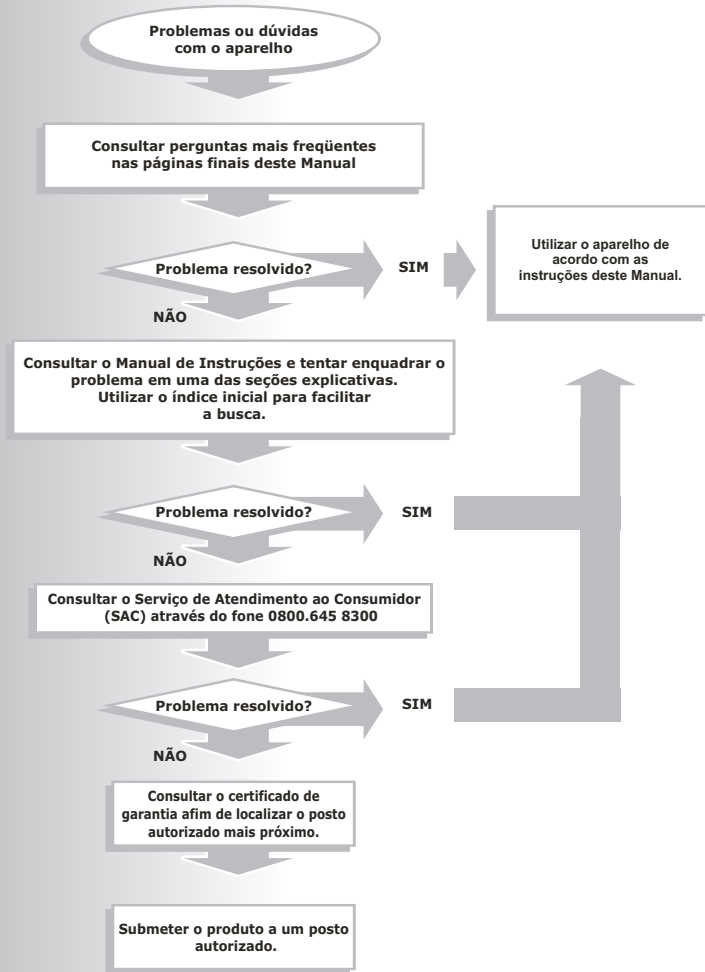 Problemas ou dúvidas
com o aparelho
Consultar perguntas mais freqüentes
nas páginas finais deste Manual
Problema resolvido?
SIM
Utilizar o aparelho de
acordo com as
instruções deste Manual.
NÃO
Consultar o Manual de Instruções e tentar enquadrar o
problema em uma das seções explicativas.
Utilizar o índice inicial para facilitar
a busca.
Problema resolvido?
SIM
NÃO
Consultar o Serviço de Atendimento ao Consumidor
(SAC) através do fone 0800.645 8300
Problema resolvido?
SIM
NÃO
Consultar o certificado de
garantia afim de localizar o posto
autorizado mais próximo.
Submeter o produto a um posto
autorizado.